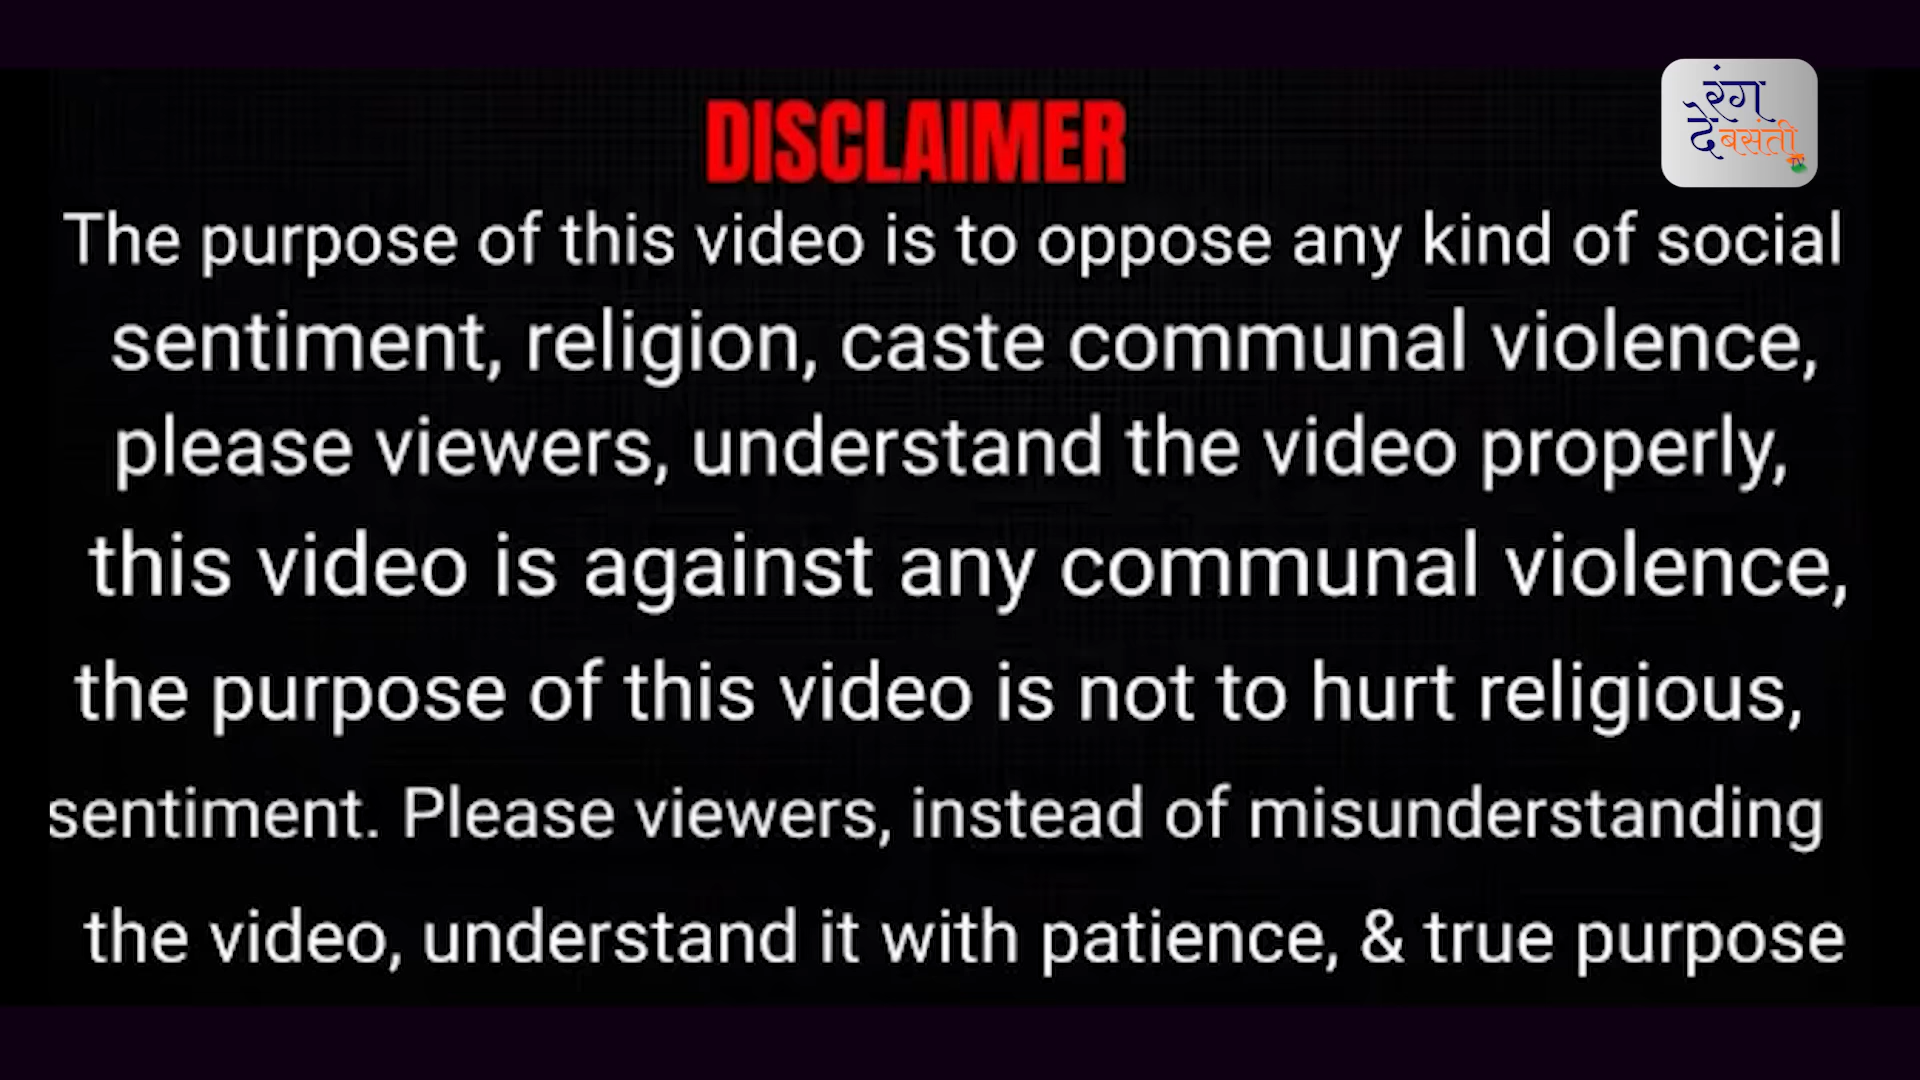 DISCLAIMER
रंग
दे बसंती
The purpose of this video is to oppose any kind of social
sentiment, religion, caste communal violence,
please viewers, understand the video properly,
this video is against any communal violence,
the purpose of this video is not to hurt religious,
sentiment. Please viewers, instead of misunderstanding
the video, understand it with patience, & true purpose